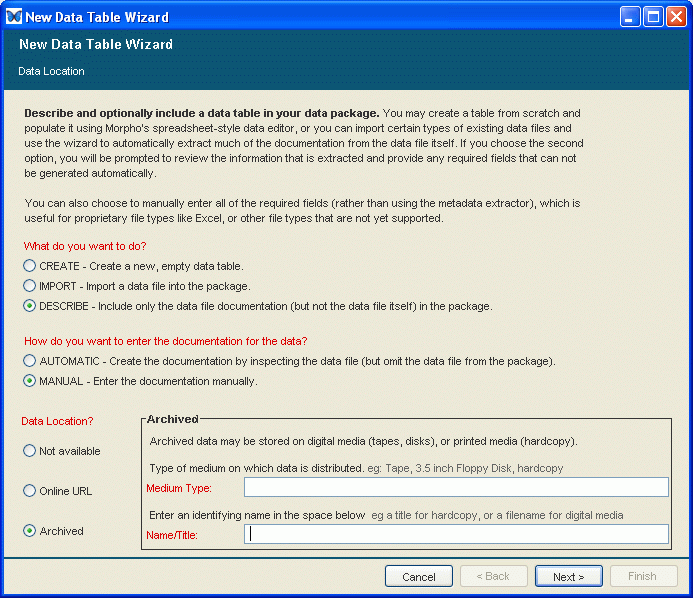 New Data Table Wizard
New Data Table Wizard
Data Location
Describe and optionally include a data table in your data package. You may create a table from scratch and
populate it using Morpho's spreadsheet-style data editor, or you can import certain types of existing data files and
use the wizard to automatically extract much of the documentation from the data file itself. If you choose the second
option, you will be prompted to review the information that is extracted and provide any required fields that can not
be generated automatically.
You can also choose to manually enter all of the required fields (rather than using the metadata extractor), which is
useful for proprietary file types like Excel, or other file types that are not yet supported.
What do you want to do?
CREATE - Create a new, empty data table.
IMPORT - Import a data file into the package.
DESCRIBE - Include only the data file documentation (but not the data file itself) in the package.
How do you want to enter the documentation for the data?
AUTOMATIC - Create the documentation by inspecting the data file (but omit the data file from the package).
MANUAL - Enter the documentation manually.
Data Location?
Not available
Online URL
Archived
Archived
Archived data may be stored on digital media (tapes, disks), or printed media (hardcopy).
Type of medium on which data is distributed. eg: Tape, 3.5 inch Floppy Disk, hardcopy
Medium Type:
Enter an identifying name in the space below eg a title for hardcopy, or a filename for digital media
Name/Title:
Cancel
< Back
Next >
Finish